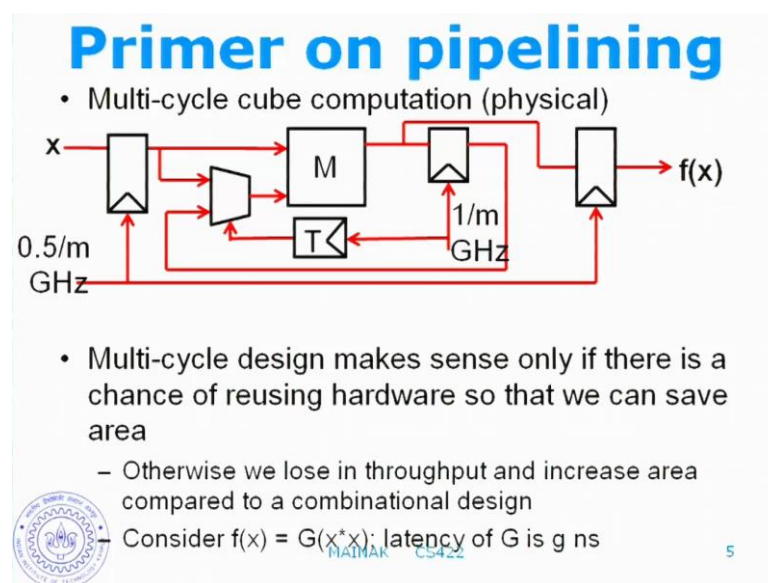 Primer on pipelining
• Multi-cycle cube computation (physical)
x
M
f(x)
T
1/m
GHz
0.5/m
GHz
• Multi-cycle design makes sense only if there is a
chance of reusing hardware so that we can save
area
– Otherwise we lose in throughput and increase area
compared to a combinational design
– Consider f(x) = G(x*x); latency of G is g ns
MAINAK CS422
5